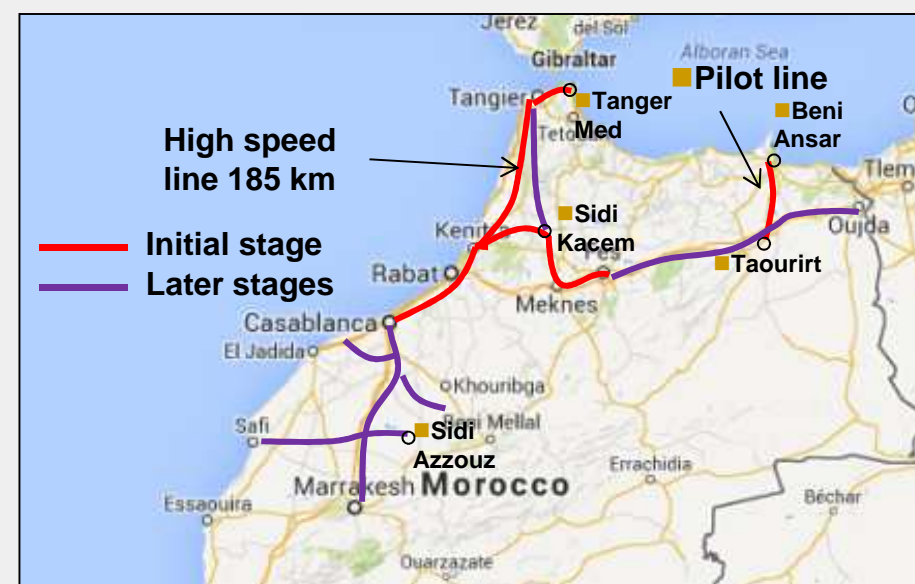 Jerez
del Sol
Gibraltar
Alboran Sea
Pilot line
Tangier
Tanger
Med
Beni
Ansar
High speed
line 185 km
Tlem
Sidi
Kacem
Kenit
Oujda
Initial stage
Rabat
Fes
Taourirt
Later stages
Meknes
Casablanca
El Jadida
Khouribga
Safi
Beni Mellal
Sidi
Azzouz
Errachidia
Marrakesh
Morocco
Béchar
Essaouira
Ouarzazate